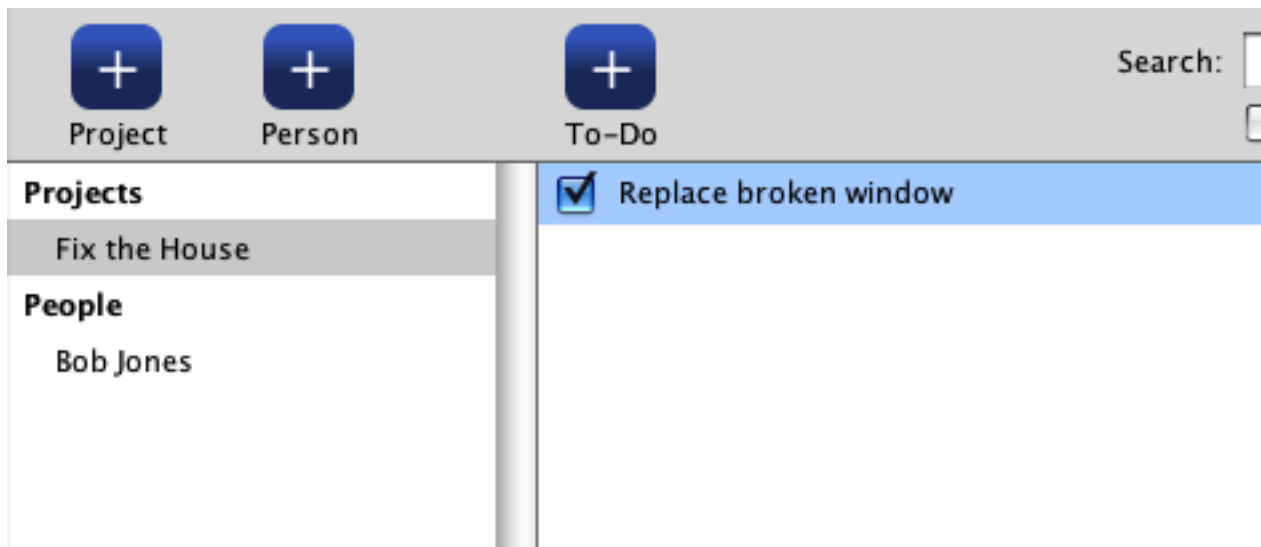 Project Person To-Do Search:
Projects
Fix the House
People
Bob Jones
Replace broken window